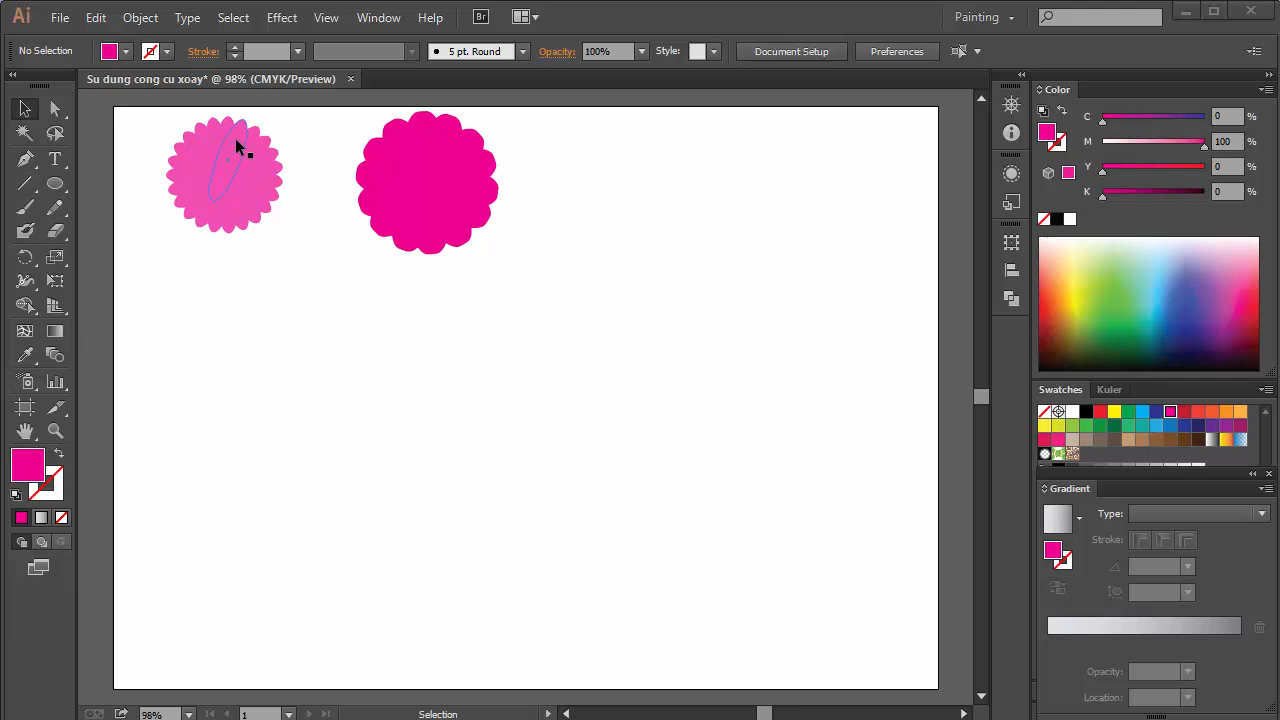 Ai File Edit Object Type Select Effect View Window Help Br Painting
No Selection Stroke: 5 pt. Round Opacity: 100% Style: Document Setup Preferences
Su dung cong cu xoay* @ 98% (CMYK/Preview)
Color
C 0 %
M 100 %
Y 0 %
K 0 %
Swatches Kuler
Gradient
Type:
Stroke:
Opacity:
Location:
98% 1 Selection